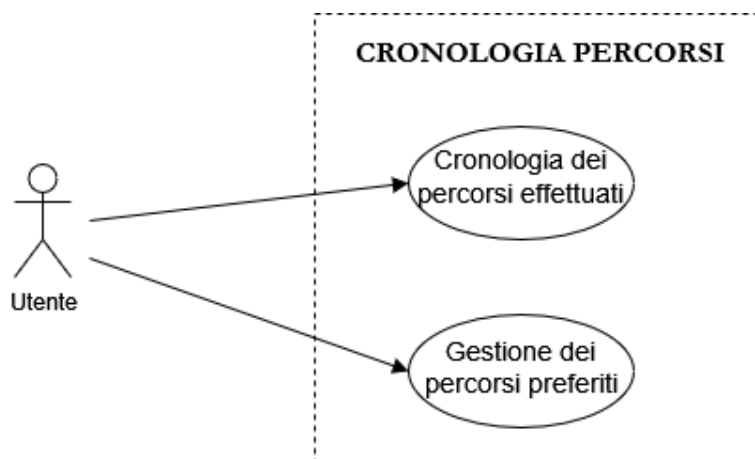 CRONOLOGIA PERCORSI
Cronologia dei
percorsi effettuati
Utente
Gestione dei
percorsi preferiti